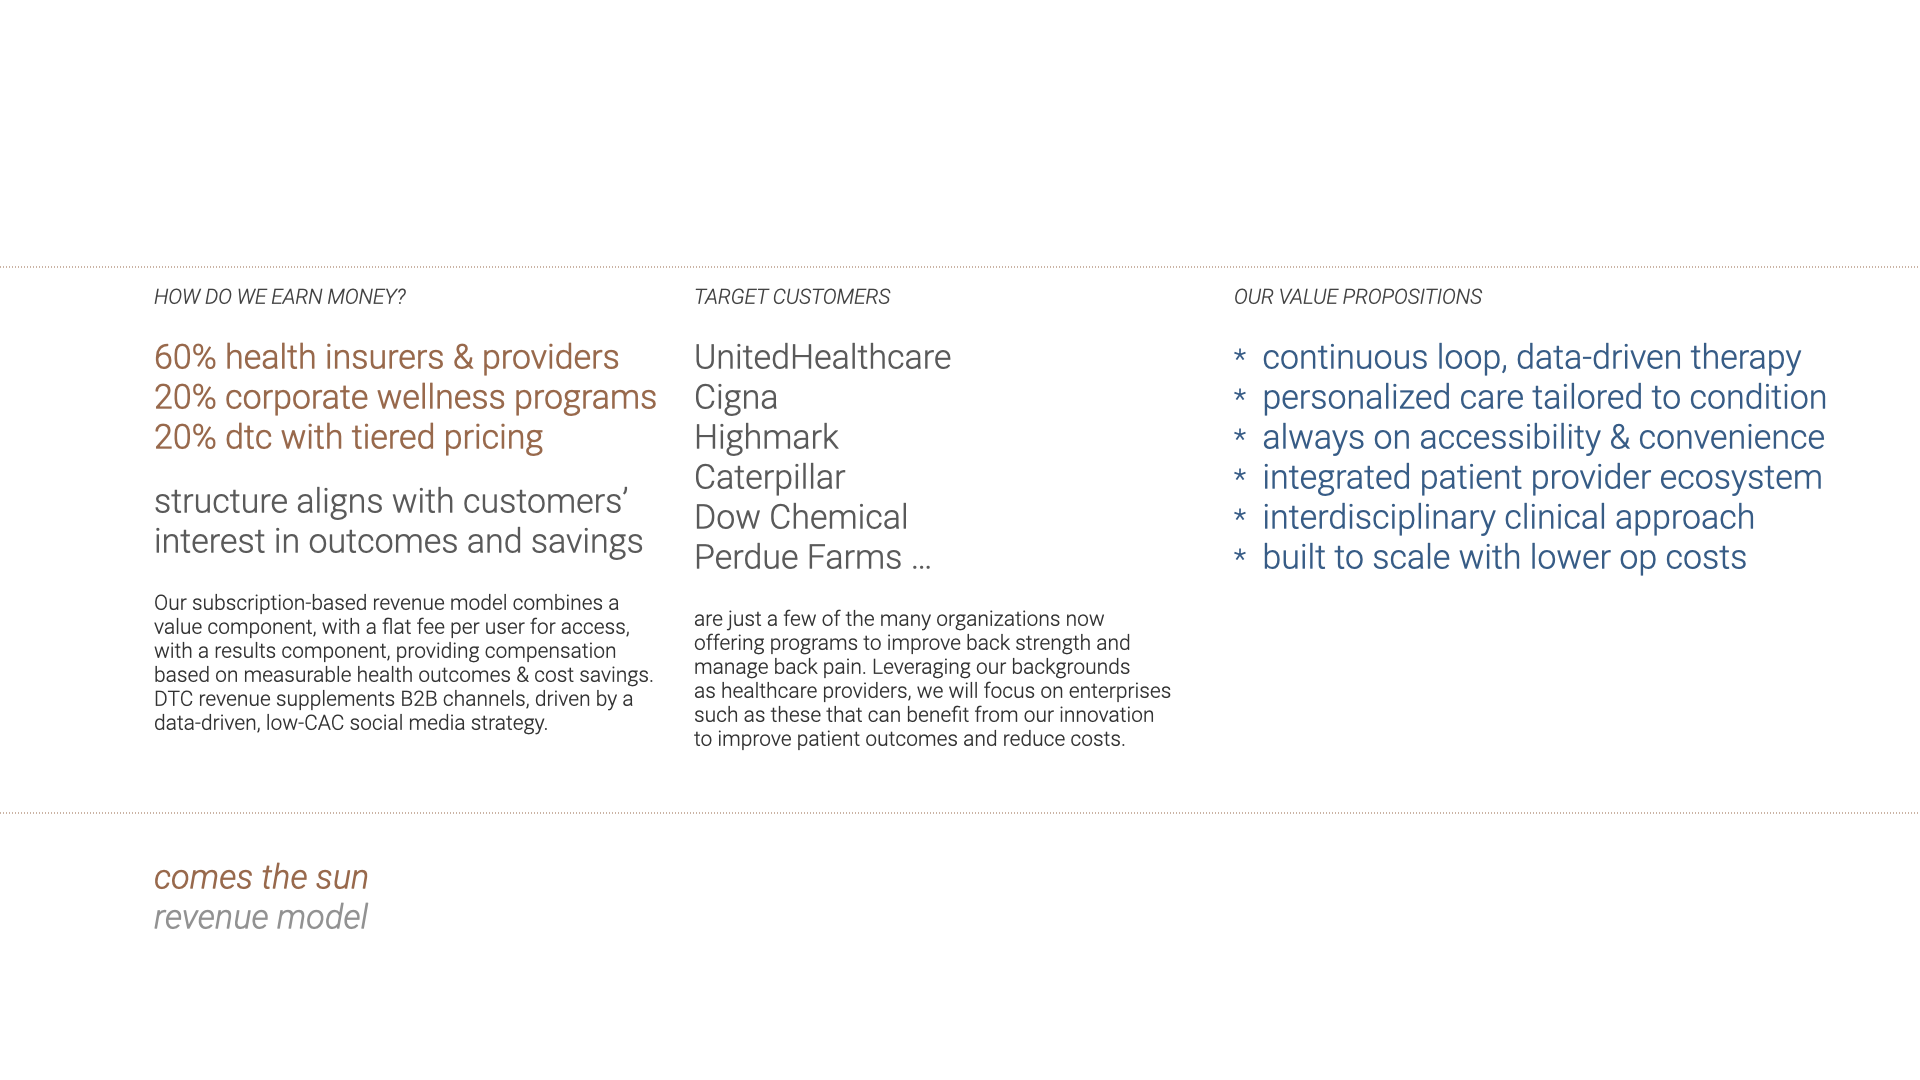 HOW DO WE EARN MONEY?
60% health insurers & providers
20% corporate wellness programs
20% dtc with tiered pricing
structure aligns with customers’
interest in outcomes and savings
Our subscription-based revenue model combines a
value component, with a flat fee per user for access,
with a results component, providing compensation
based on measurable health outcomes & cost savings.
DTC revenue supplements B2B channels, driven by a
data-driven, low-CAC social media strategy.
TARGET CUSTOMERS
UnitedHealthcare
Cigna
Highmark
Caterpillar
Dow Chemical
Perdue Farms ...
are just a few of the many organizations now
offering programs to improve back strength and
manage back pain. Leveraging our backgrounds
as healthcare providers, we will focus on enterprises
such as these that can benefit from our innovation
to improve patient outcomes and reduce costs.
OUR VALUE PROPOSITIONS
* continuous loop, data-driven therapy
* personalized care tailored to condition
* always on accessibility & convenience
* integrated patient provider ecosystem
* interdisciplinary clinical approach
* built to scale with lower op costs
comes the sun
revenue model